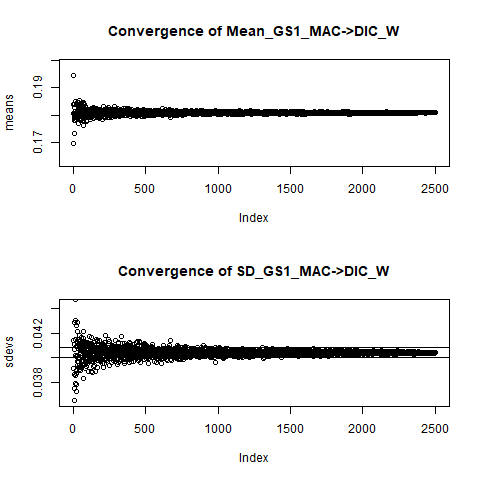 Convergence of Mean_GS1_MAC->DIC_W
means
0.19
0.17
0 500 1000 1500 2000 2500
Index
Convergence of SD_GS1_MAC->DIC_W
sdevs
0.042
0.038
0 500 1000 1500 2000 2500
Index